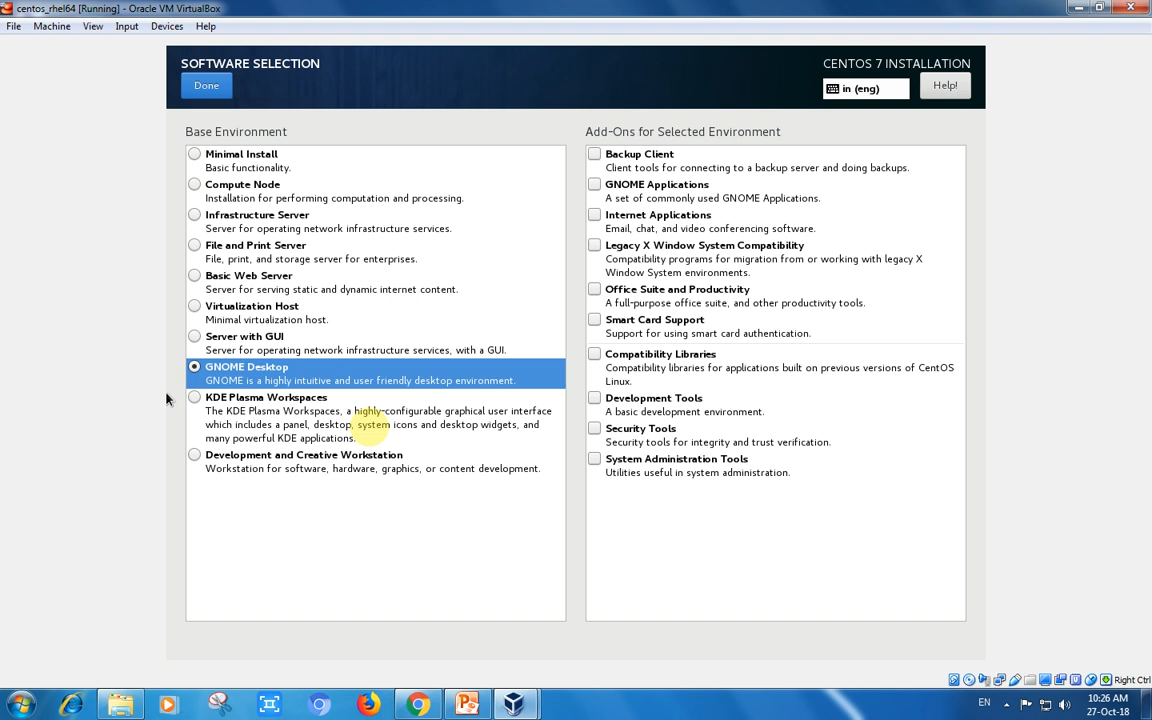 centos_rhel64 [Running] - Oracle VM VirtualBox
File Machine View Input Devices Help
SOFTWARE SELECTION
Done
CENTOS 7 INSTALLATION
in (eng)
Help!
Base Environment
Minimal Install
Basic functionality.
Compute Node
Installation for performing computation and processing.
Infrastructure Server
Server for operating network infrastructure services.
File and Print Server
File, print, and storage server for enterprises.
Basic Web Server
Server for serving static and dynamic internet content.
Virtualization Host
Minimal virtualization host.
Server with GUI
Server for operating network infrastructure services, with a GUI.
GNOME Desktop
GNOME is a highly intuitive and user friendly desktop environment.
KDE Plasma Workspaces
The KDE Plasma Workspaces, a highly-configurable graphical user interface
which includes a panel, desktop, system icons and desktop widgets, and
many powerful KDE applications.
Development and Creative Workstation
Workstation for software, hardware, graphics, or content development.
Add-Ons for Selected Environment
Backup Client
Client tools for connecting to a backup server and doing backups.
GNOME Applications
A set of commonly used GNOME Applications.
Internet Applications
Email, chat, and video conferencing software.
Legacy X Window System Compatibility
Compatibility programs for migration from or working with legacy X
Window System environments.
Office Suite and Productivity
A full-purpose office suite, and other productivity tools.
Smart Card Support
Support for using smart card authentication.
Compatibility Libraries
Compatibility libraries for applications built on previous versions of CentOS
Linux.
Development Tools
A basic development environment.
Security Tools
Security tools for integrity and trust verification.
System Administration Tools
Utilities useful in system administration.
Right Ctrl
EN
10:26 AM
27-Oct-18